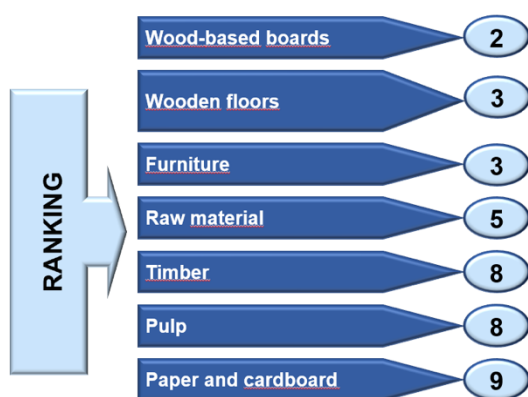 RANKING
Wood-based boards 2
Wooden floors 3
Furniture 3
Raw material 5
Timber 8
Pulp 8
Paper and cardboard 9